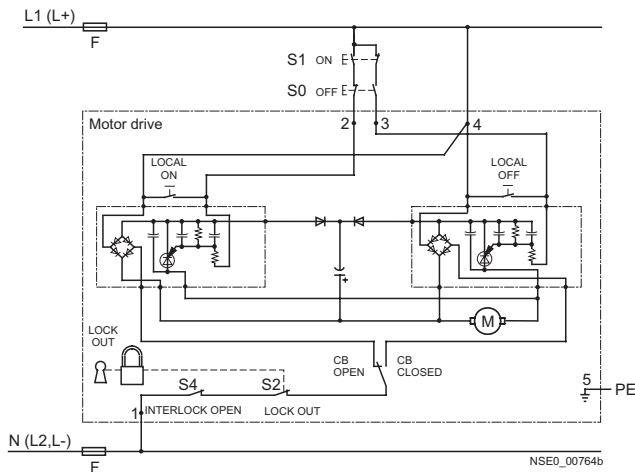 L1 (L+)
F
S1 ON E
S0 OFF E
Motor drive
2 3 4
LOCAL
ON
LOCAL
OFF
+
M
LOCK
OUT
CB
OPEN
CB
CLOSED
S4 S2
5
PE
1 INTERLOCK OPEN LOCK OUT
N (L2,L-)
F
NSE0_00764b